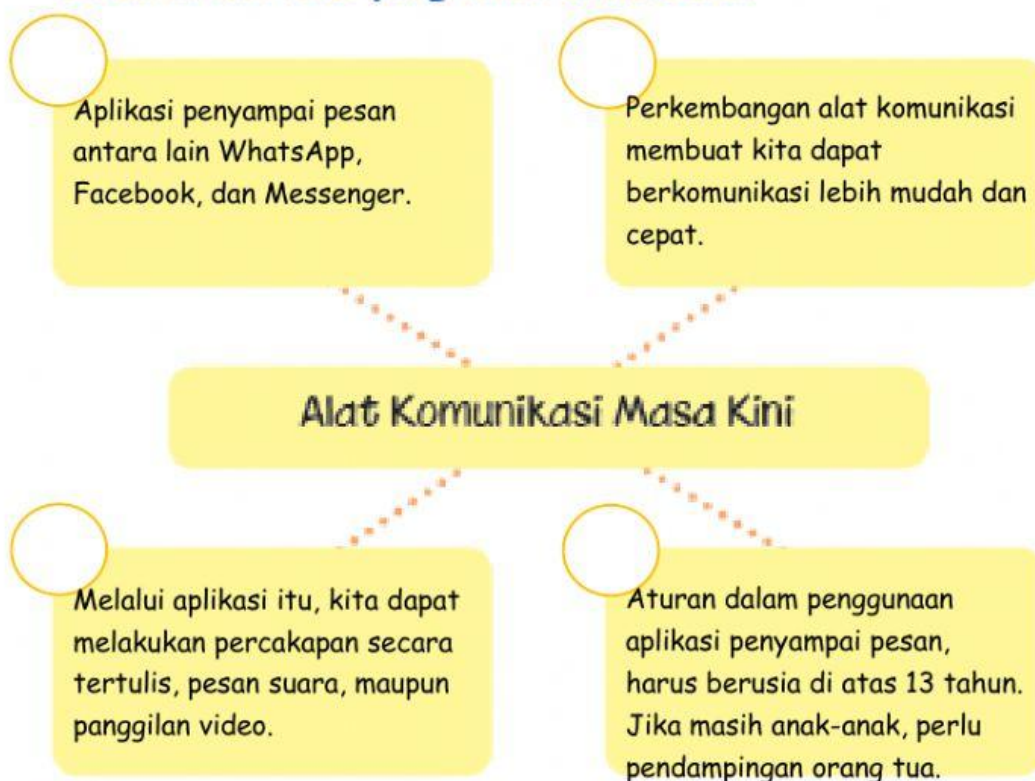 Aplikasi penyampai pesan
antara lain WhatsApp,
Facebook, dan Messenger.
Perkembangan alat komunikasi
membuat kita dapat
berkomunikasi lebih mudah dan
cepat.
Alat Komunikasi Masa Kini
Melalui aplikasi itu, kita dapat
melakukan percakapan secara
tertulis, pesan suara, maupun
panggilan video.
Aturan dalam penggunaan
aplikasi penyampai pesan,
harus berusia di atas 13 tahun.
Jika masih anak-anak, perlu
pendampingan orang tua.